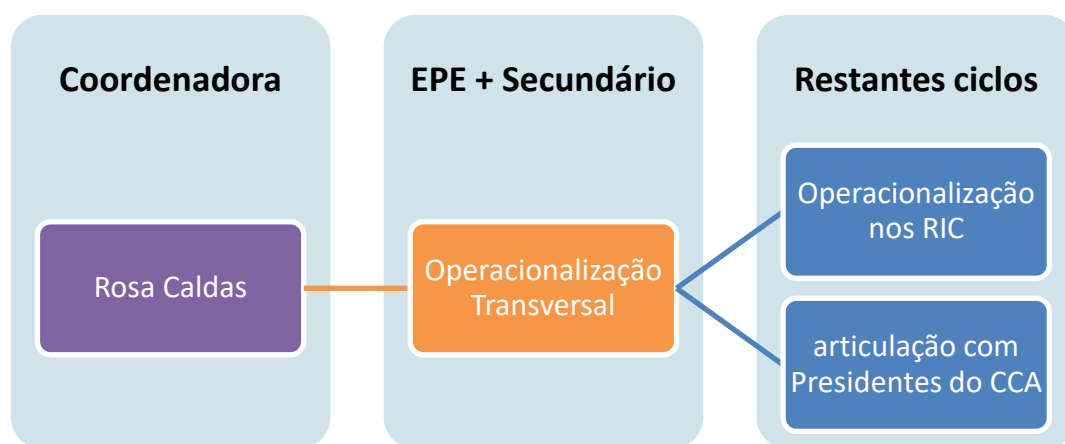 Coordenadora
Rosa Caldas
EPE + Secundário
Operacionalização
Transversal
Restantes ciclos
Operacionalização
nos RIC
articulação com
Presidentes do CCA